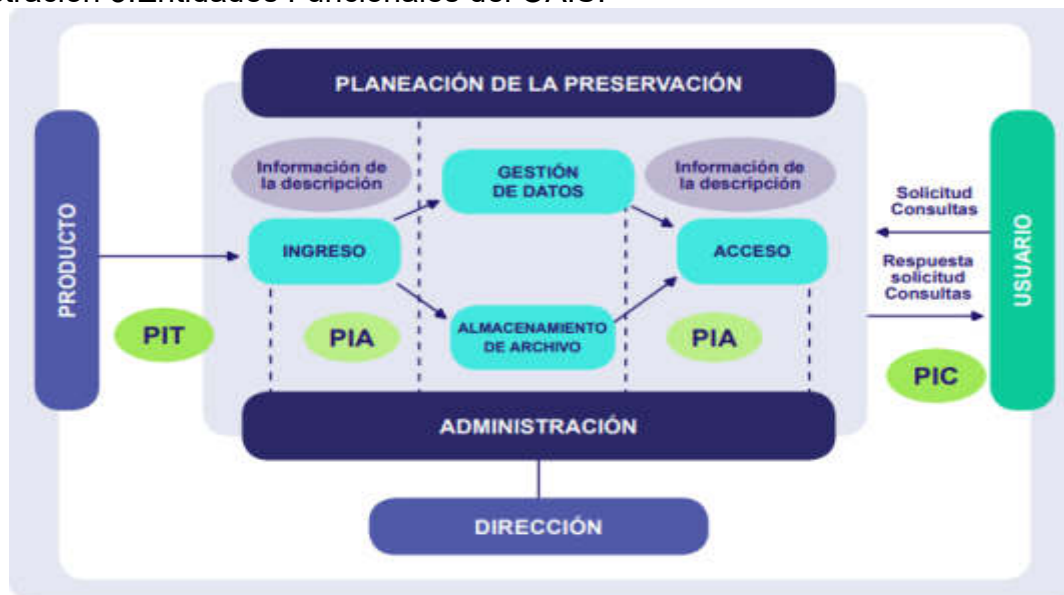 PLANEACIÓN DE LA PRESERVACIÓN
PRODUCTO
Información de
la descripción
GESTIÓN
DE DATOS
Información de
la descripción
INGRESO
ACCESO
Solicitud
Consultas
Respuesta
solicitud
Consultas
USUARIO
PIT
PIA
ALMACENAMIENTO
DE ARCHIVO
PIA
PIC
ADMINISTRACIÓN
DIRECCIÓN